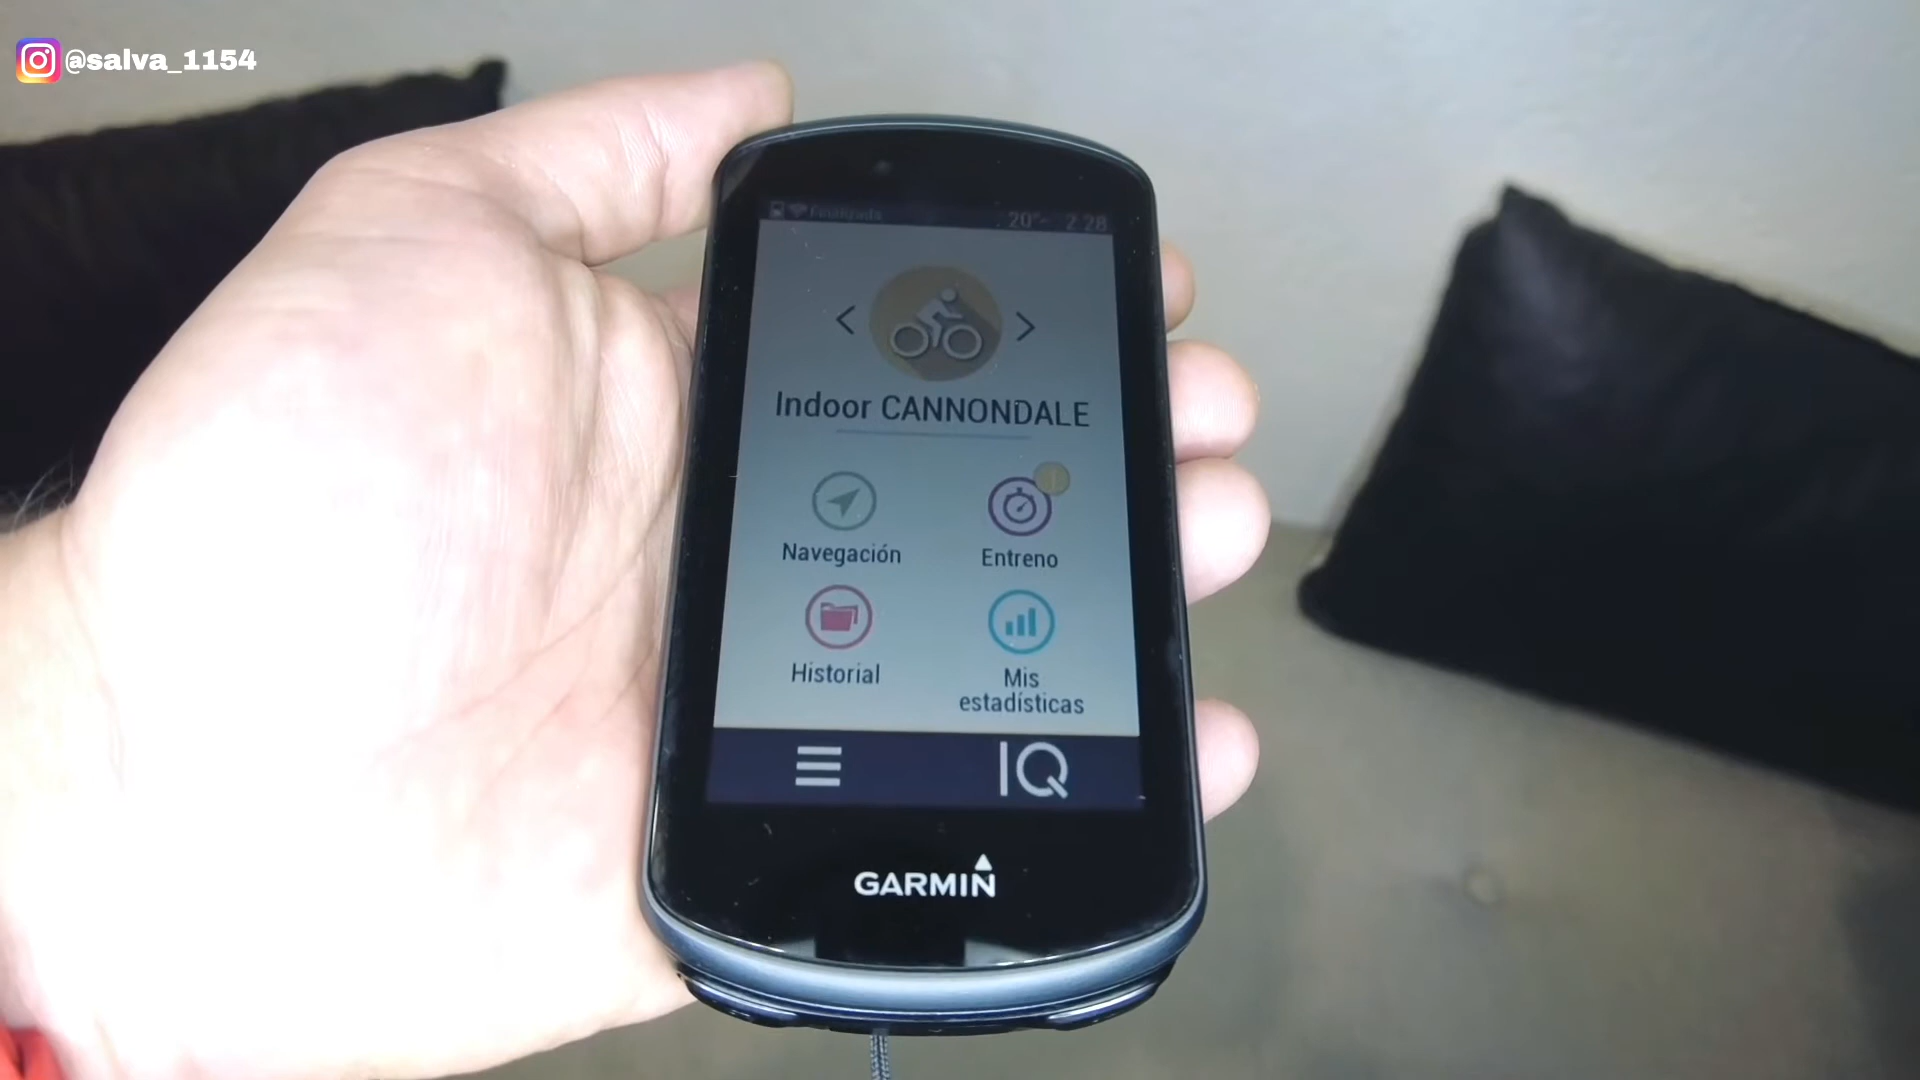 @salva_1154
20° 2:28
Indoor CANNONDALE
Navegación
Entreno
Historial
Mis
estadísticas
IQ
GARMIN